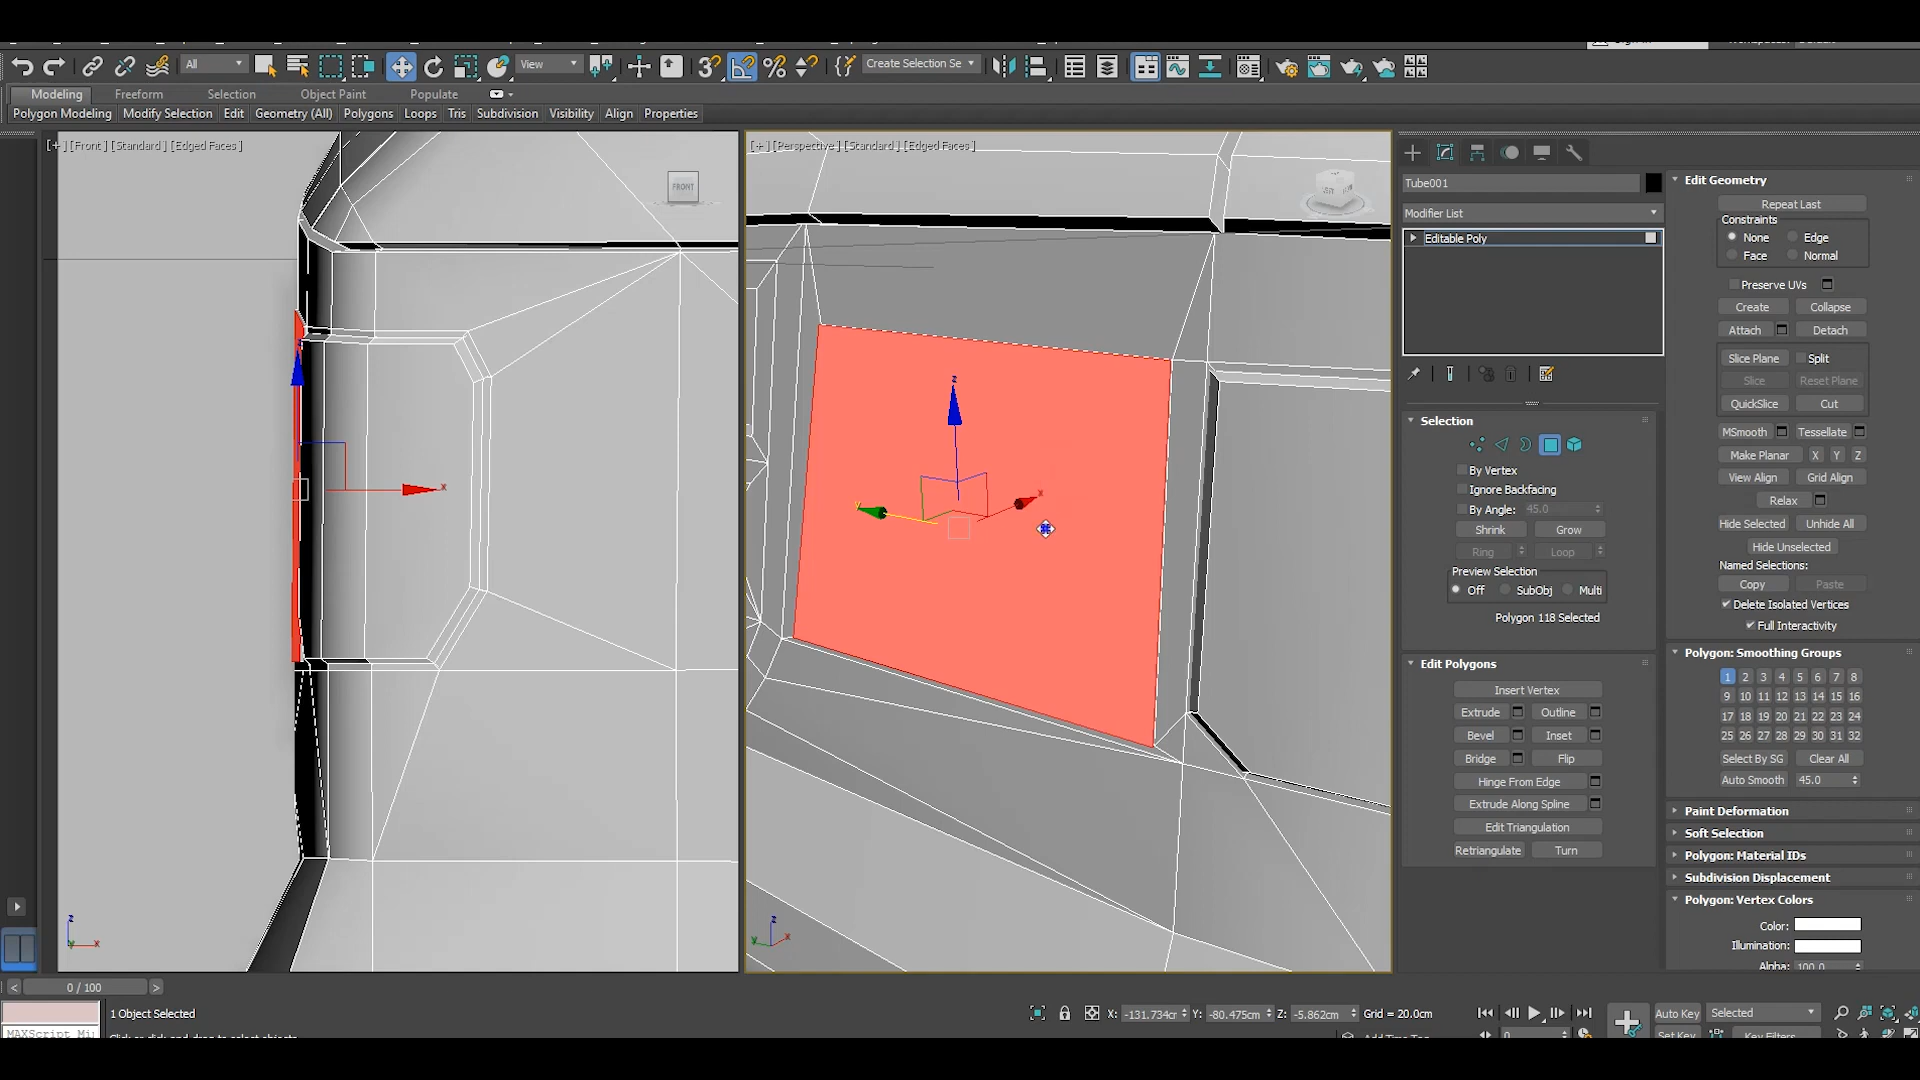 All
View
Create Selection Se
Modeling
Freeform
Selection
Object Paint
Populate
Polygon Modeling
Modify Selection
Edit
Geometry (All)
Polygons
Loops
Tris
Subdivision
Visibility
Align
Properties
[+] [Front] [Standard] [Edged Faces]
FRONT
[+] [Perspective] [Standard] [Edged Faces]
Tube001
Modifier List
Editable Poly
Selection
By Vertex
Ignore Backfacing
By Angle: 45.0
Shrink
Grow
Ring
Loop
Preview Selection
Off
SubObj
Multi
Polygon 118 Selected
Edit Polygons
Insert Vertex
Extrude
Outline
Bevel
Inset
Bridge
Flip
Hinge From Edge
Extrude Along Spline
Edit Triangulation
Retriangulate
Turn
Edit Geometry
Repeat Last
Constraints
None
Edge
Face
Normal
Preserve UVs
Create
Collapse
Attach
Detach
Slice Plane
Split
Slice
Reset Plane
QuickSlice
Cut
MSmooth
Tessellate
Make Planar
X
Y
Z
View Align
Grid Align
Relax
Hide Selected
Unhide All
Hide Unselected
Named Selections:
Copy
Paste
Delete Isolated Vertices
Full Interactivity
Polygon: Smoothing Groups
1 2 3 4 5 6 7 8
9 10 11 12 13 14 15 16
17 18 19 20 21 22 23 24
25 26 27 28 29 30 31 32
Select By SG
Clear All
Auto Smooth
45.0
Paint Deformation
Soft Selection
Polygon: Material IDs
Subdivision Displacement
Polygon: Vertex Colors
Color:
Illumination:
Alpha: 100.0
z
x
y
z
x
z
y
x
z
y
x
0 / 100
1 Object Selected
X: -131.734cm
Y: -80.475cm
Z: -5.862cm
Grid = 20.0cm
Auto Key
Selected